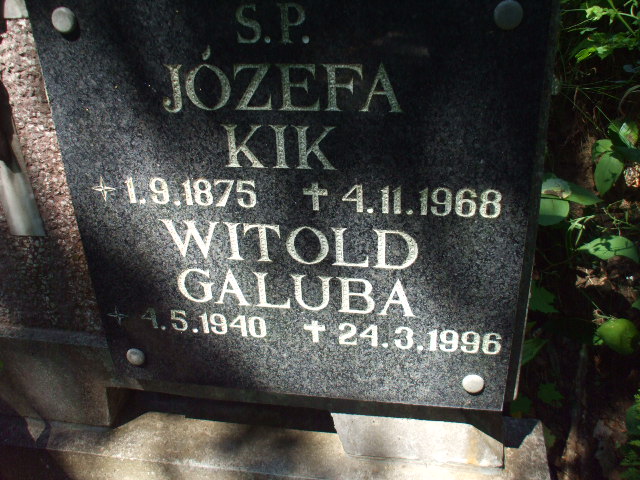 S.P.
JÓZEFA
KIK
1.9.1875 4.11.1968
WITOLD
GALUBA
4.5.1940 24.3.1996